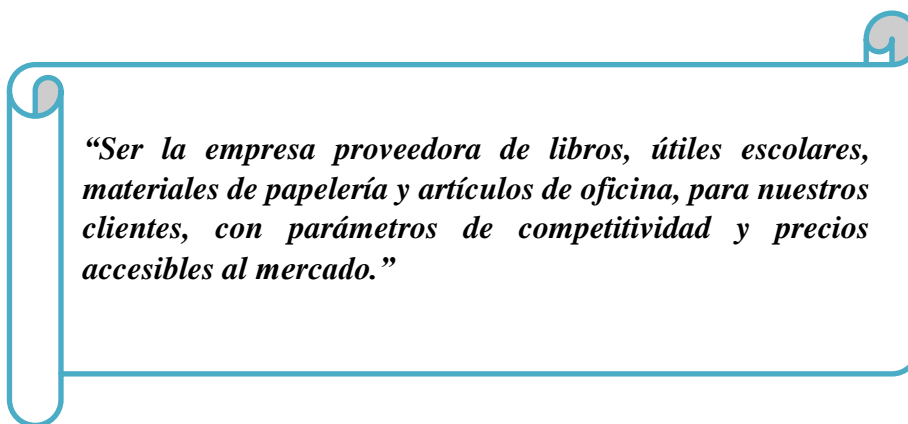 “Ser la empresa proveedora de libros, útiles escolares,
materiales de papelería y artículos de oficina, para nuestros
clientes, con parámetros de competitividad y precios
accesibles al mercado.”